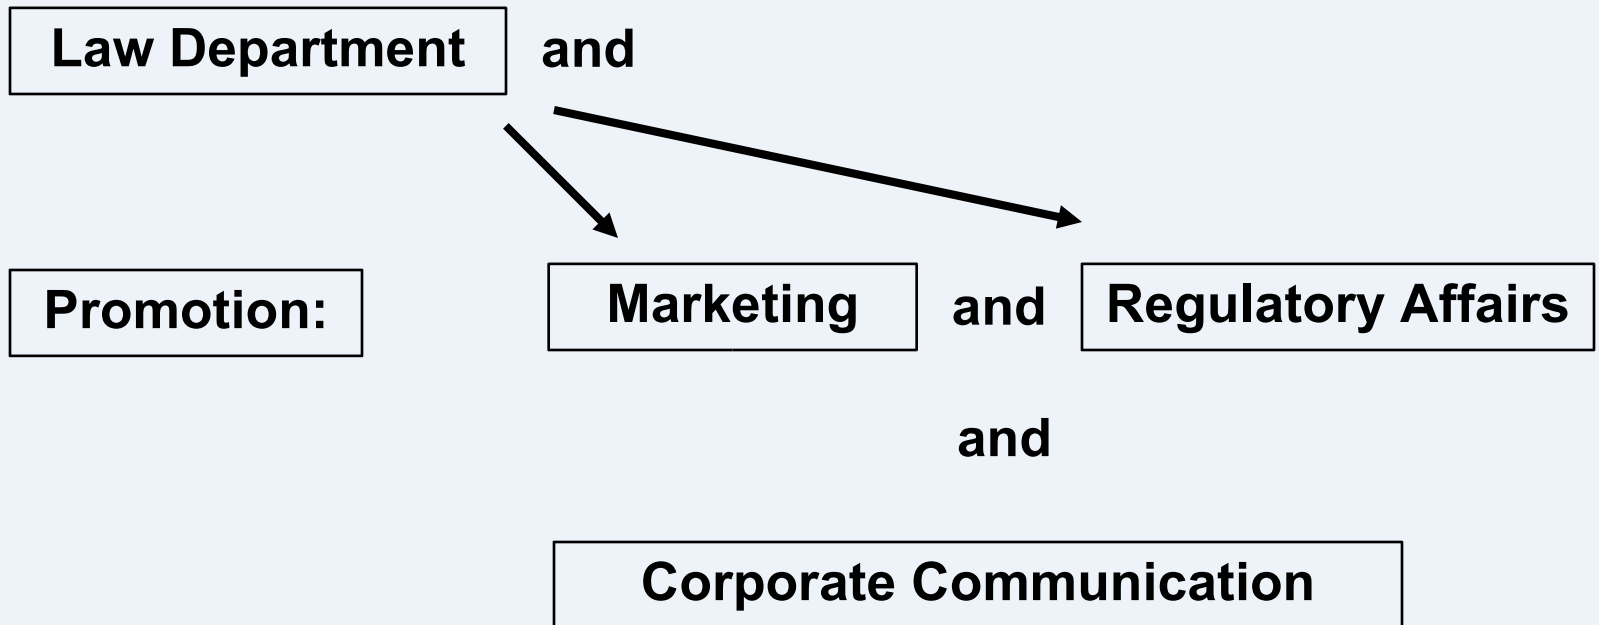 Law Department and
Promotion: Marketing and Regulatory Affairs
and
Corporate Communication